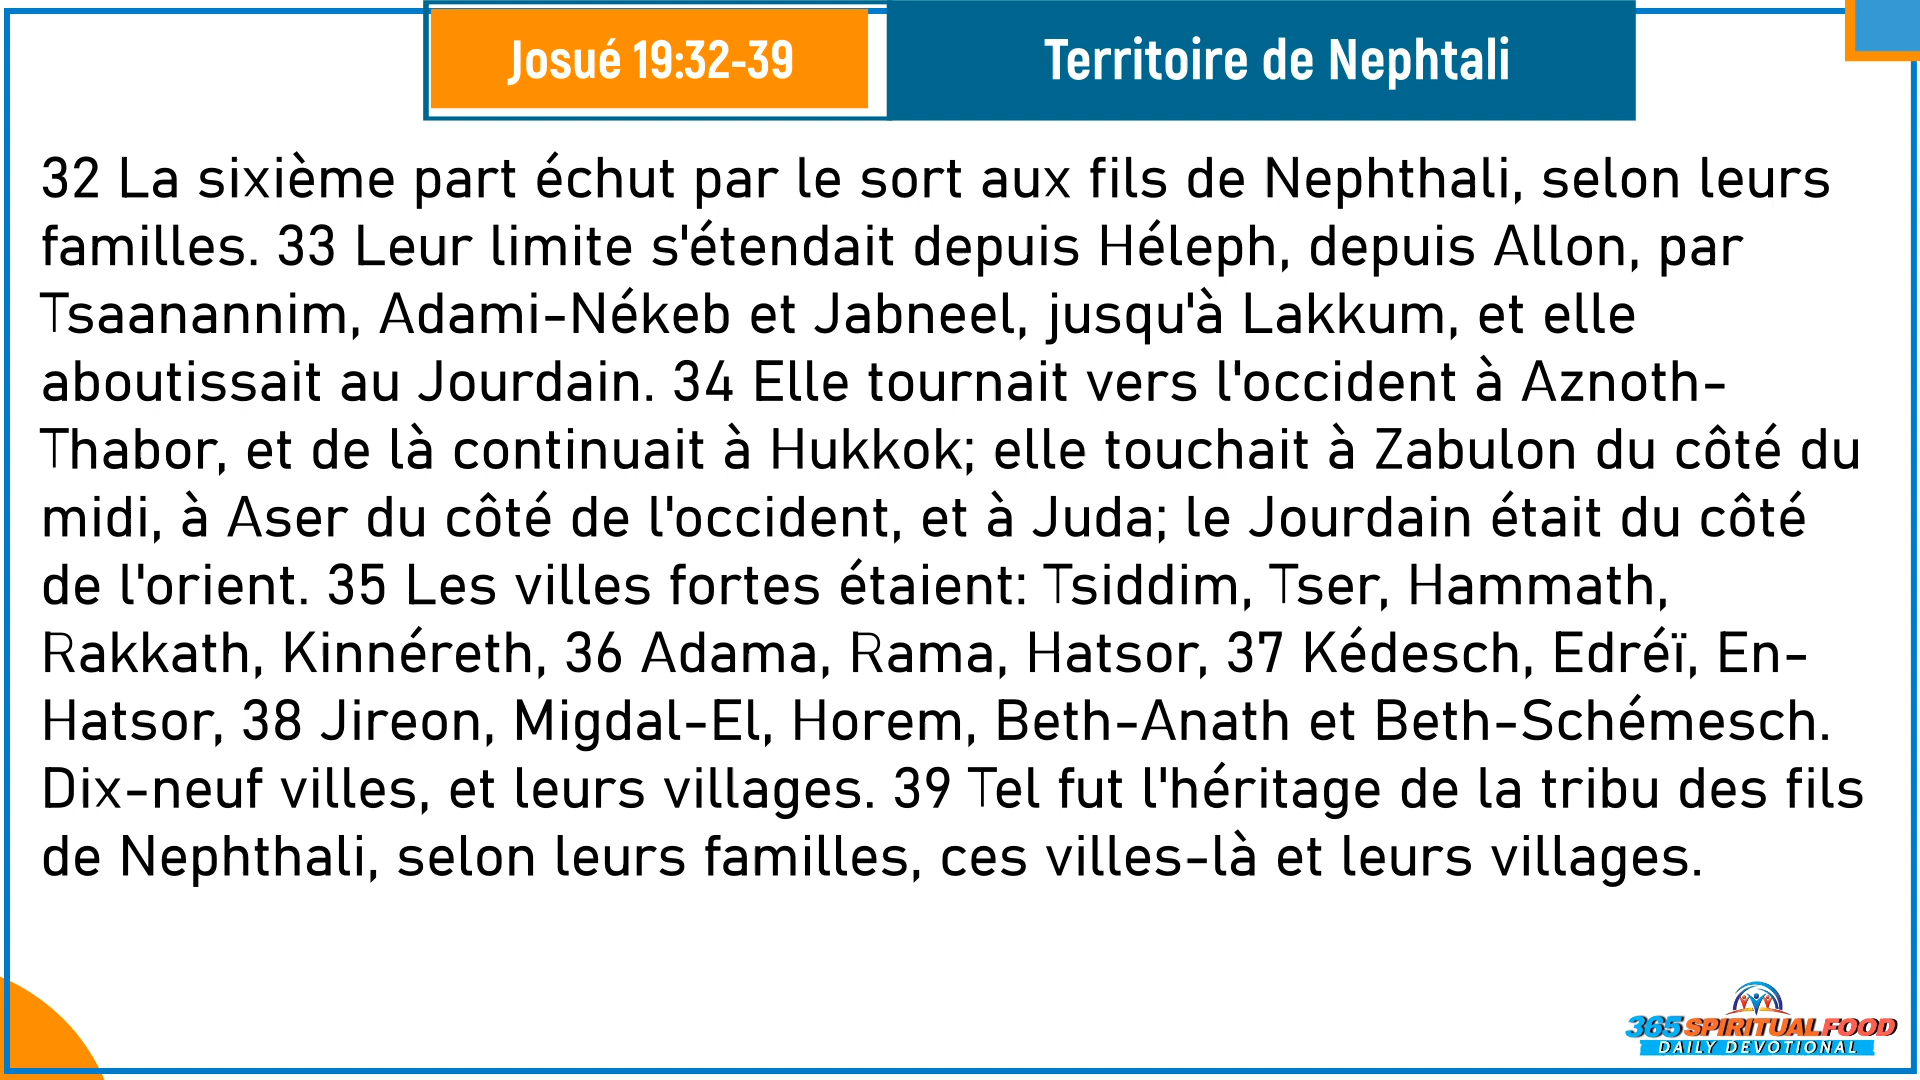 Josué 19:32-39
Territoire de Nephtali
32 La sixième part échut par le sort aux fils de Nephthali, selon leurs
familles. 33 Leur limite s'étendait depuis Héleph, depuis Allon, par
Tsaanannim, Adami-Nékeb et Jabneel, jusqu'à Lakkum, et elle
aboutissait au Jourdain. 34 Elle tournait vers l'occident à Aznoth-
Thabor, et de là continuait à Hukkok; elle touchait à Zabulon du côté du
midi, à Aser du côté de l'occident, et à Juda; le Jourdain était du côté
de l'orient. 35 Les villes fortes étaient: Tsiddim, Tser, Hammath,
Rakkath, Kinnéreth, 36 Adama, Rama, Hatsor, 37 Kédesch, Edréï, En-
Hatsor, 38 Jireon, Migdal-El, Horem, Beth-Anath et Beth-Schémesch.
Dix-neuf villes, et leurs villages. 39 Tel fut l'héritage de la tribu des fils
de Nephthali, selon leurs familles, ces villes-là et leurs villages.
365 SPIRITUAL FOOD
DAILY DEVOTIONAL